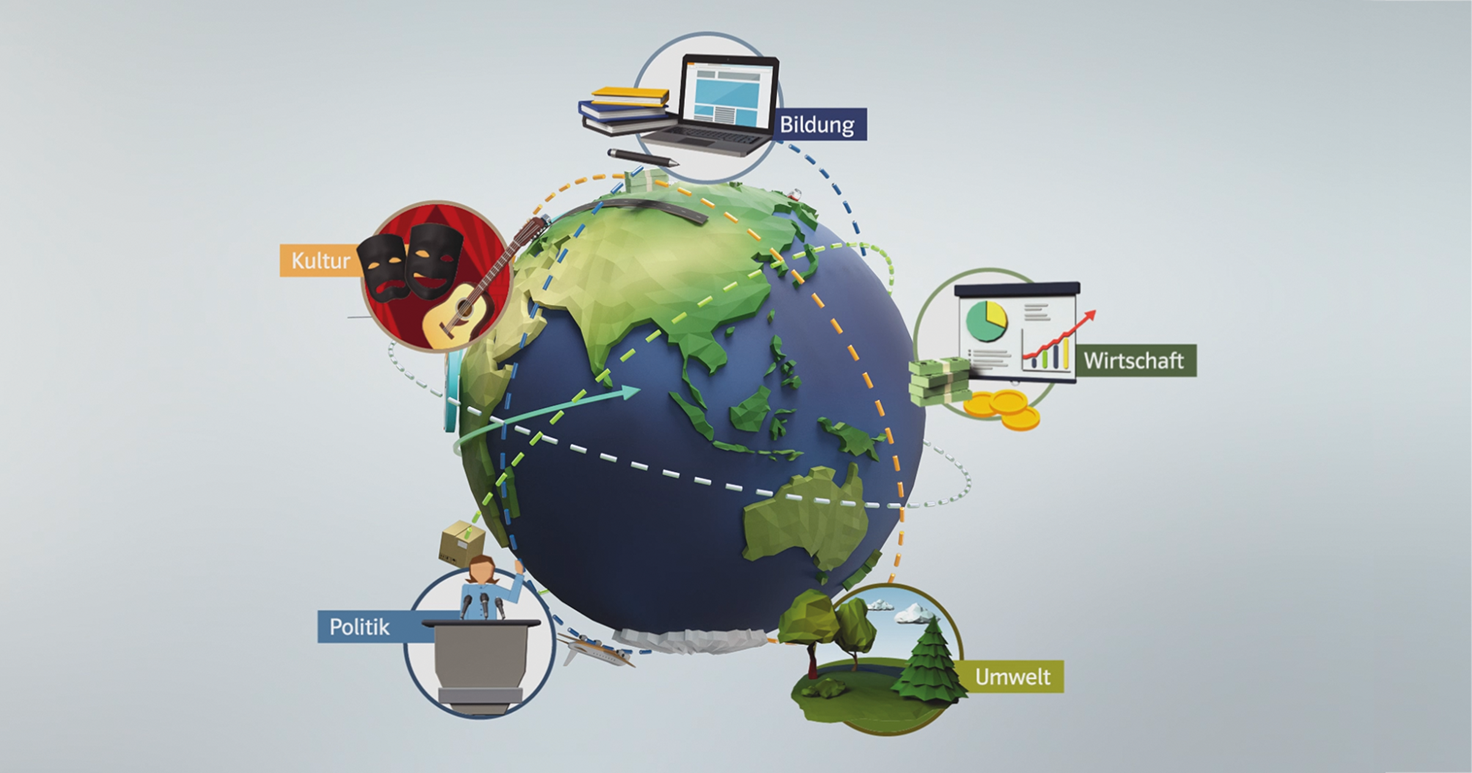 Bildung
Kultur
Wirtschaft
Politik
Umwelt